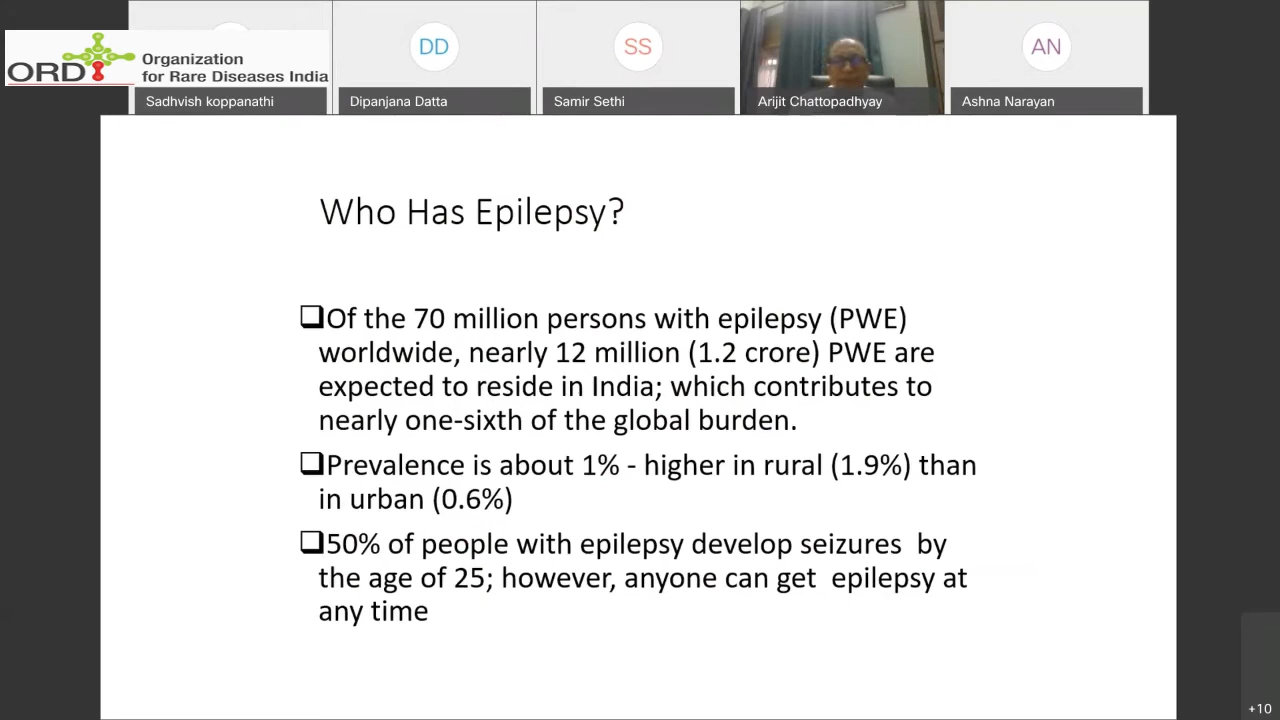 ORD
Organization
for Rare Diseases India
DD
SS
AN
Sadhvish koppanathi
Dipanjana Datta
Samir Sethi
Arijit Chattopadhyay
Ashna Narayan
Who Has Epilepsy?
Of the 70 million persons with epilepsy (PWE)
worldwide, nearly 12 million (1.2 crore) PWE are
expected to reside in India; which contributes to
nearly one-sixth of the global burden.
Prevalence is about 1% - higher in rural (1.9%) than
in urban (0.6%)
50% of people with epilepsy develop seizures by
the age of 25; however, anyone can get epilepsy at
any time
+10